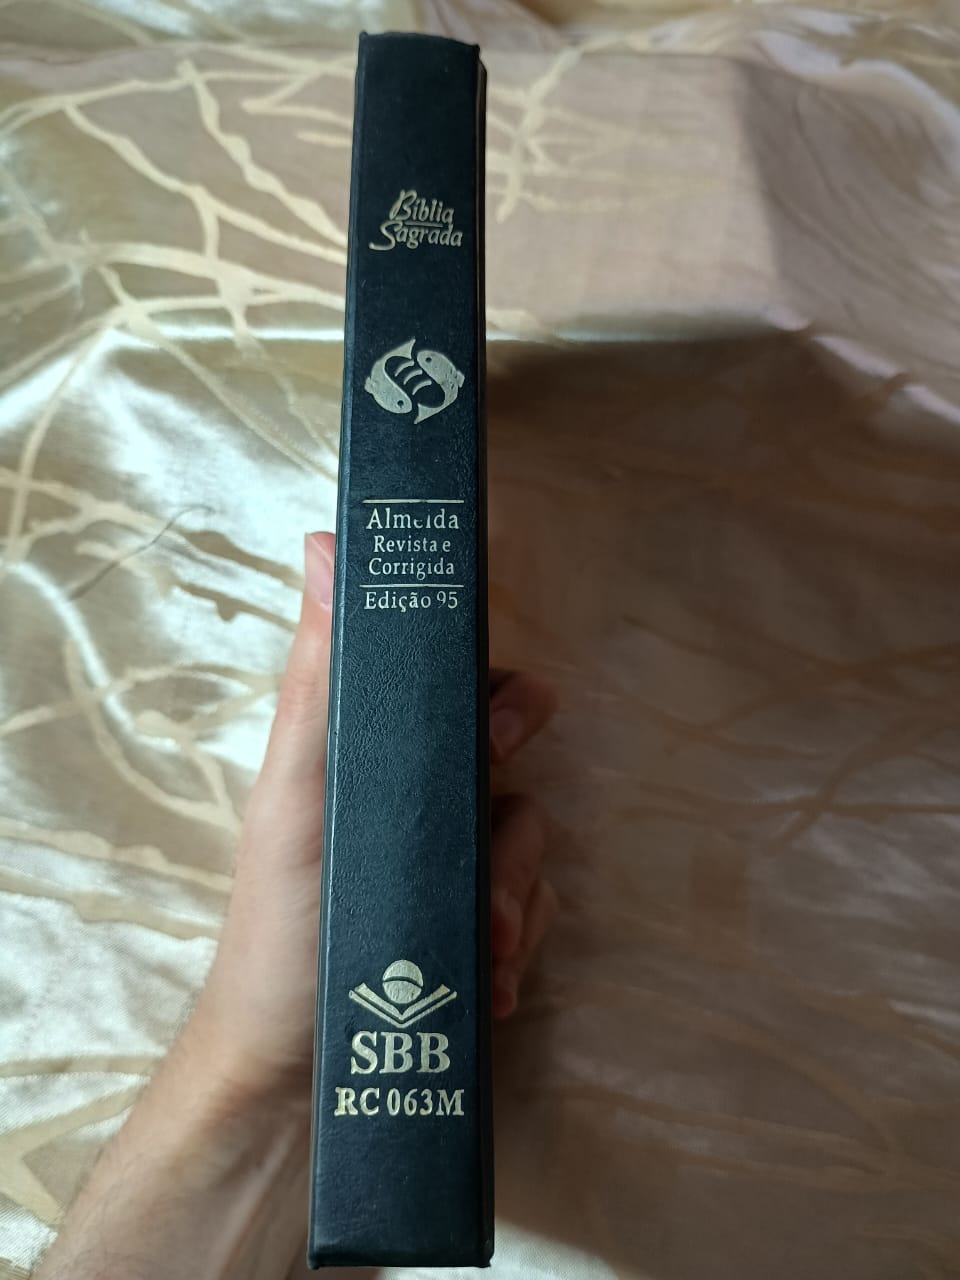 Bíblia
Sagrada
Almeida
Revista e
Corrigida
Edição 95
SBB
RC 063M